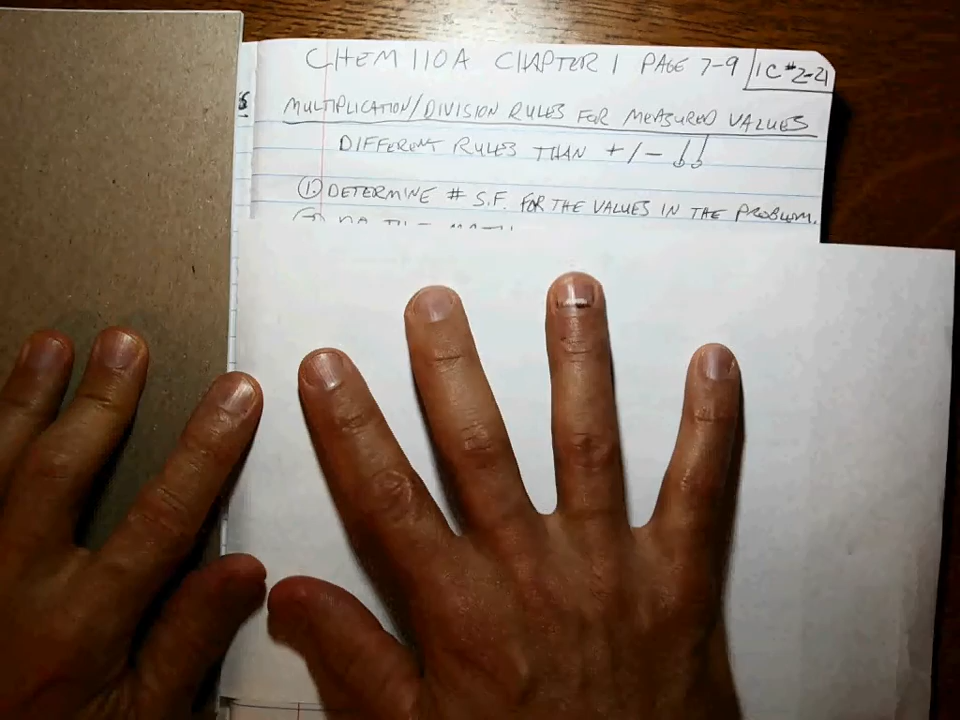 CHEM 110A CHAPTER 1 PAGE 7-9 1C#2-21
MULTIPLICATION/DIVISION RULES FOR MEASURED VALUES
DIFFERENT RULES THAN +/-
① DETERMINE # S.F. FOR THE VALUES IN THE PROBLEM.